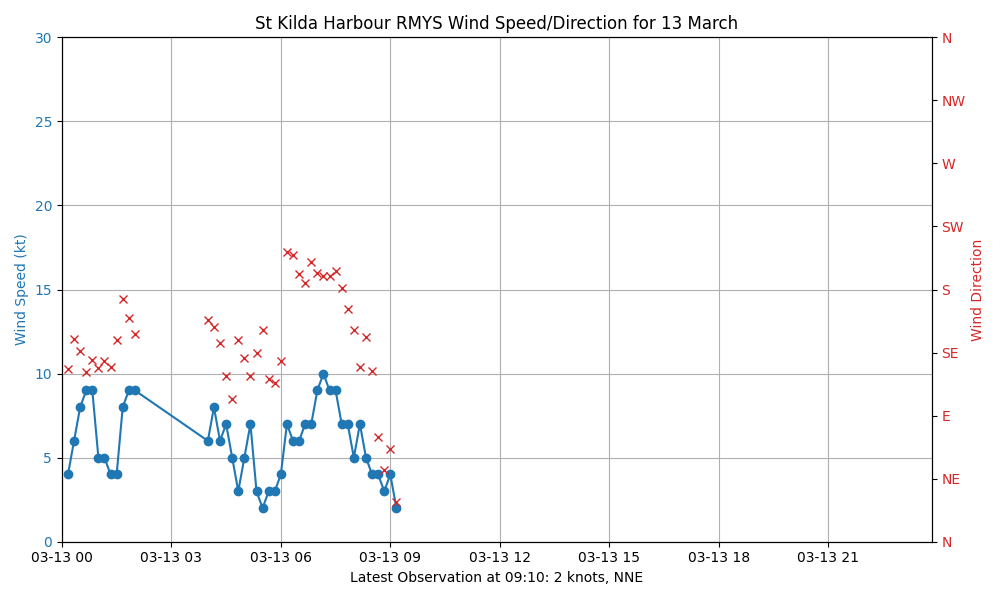 St Kilda Harbour RMYS Wind Speed/Direction for 13 March
30
25
20
15
10
5
0
Wind Speed (kt)
N
NW
W
SW
S
SE
E
NE
N
Wind Direction
03-13 00
03-13 03
03-13 06
03-13 09
03-13 12
03-13 15
03-13 18
03-13 21
Latest Observation at 09:10: 2 knots, NNE